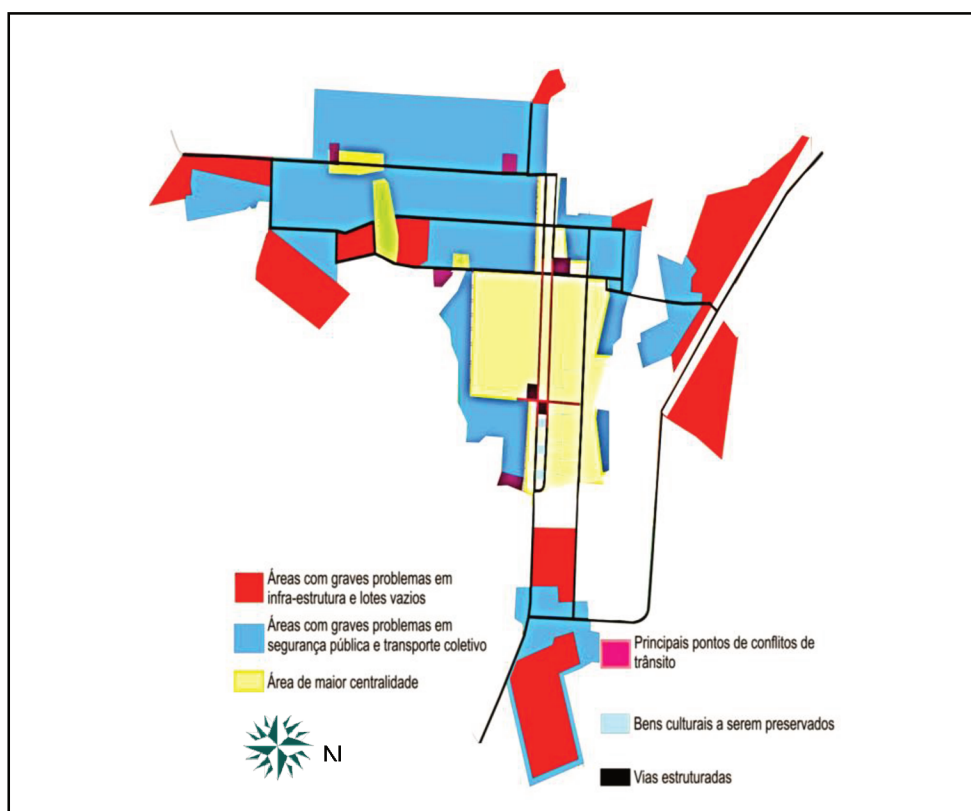 Áreas com graves problemas em
infra-estrutura e lotes vazios
Áreas com graves problemas em
segurança pública e transporte coletivo
Área de maior centralidade
N
Principais pontos de conflitos de
trânsito
Bens culturais a serem preservados
Vias estruturadas